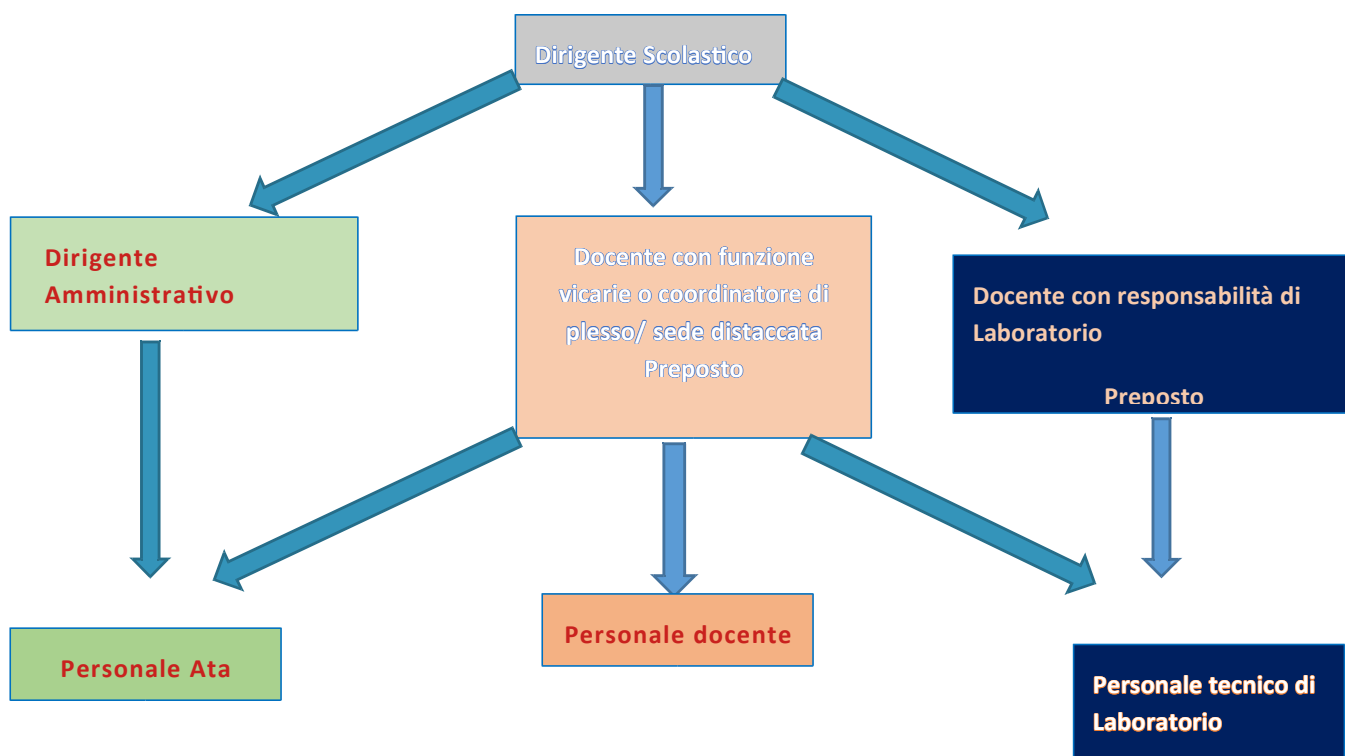 Dirigente Scolastico
Dirigente
Amministrativo
Docente con funzione
vicarie o coordinatore di
plesso/ sede distaccata
Preposto
Docente con responsabilità di
Laboratorio
Preposto
Personale Ata
Personale docente
Personale tecnico di
Laboratorio